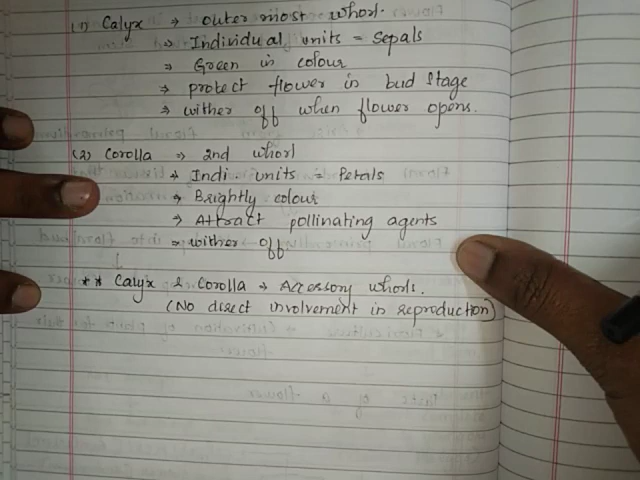 (1) Calyx → outer most whorl.
⇒ Individual units = sepals
⇒ Green in colour
⇒ protect flower in bud stage
⇒ wither off when flower opens.
(2) Corolla ⇒ 2nd whorl
⇒ Indi. units = Petals
⇒ Brightly colour
⇒ Attract pollinating agents
⇒ wither off
** Calyx & Corolla → Accessory whorls.
(No direct involvement in reproduction)